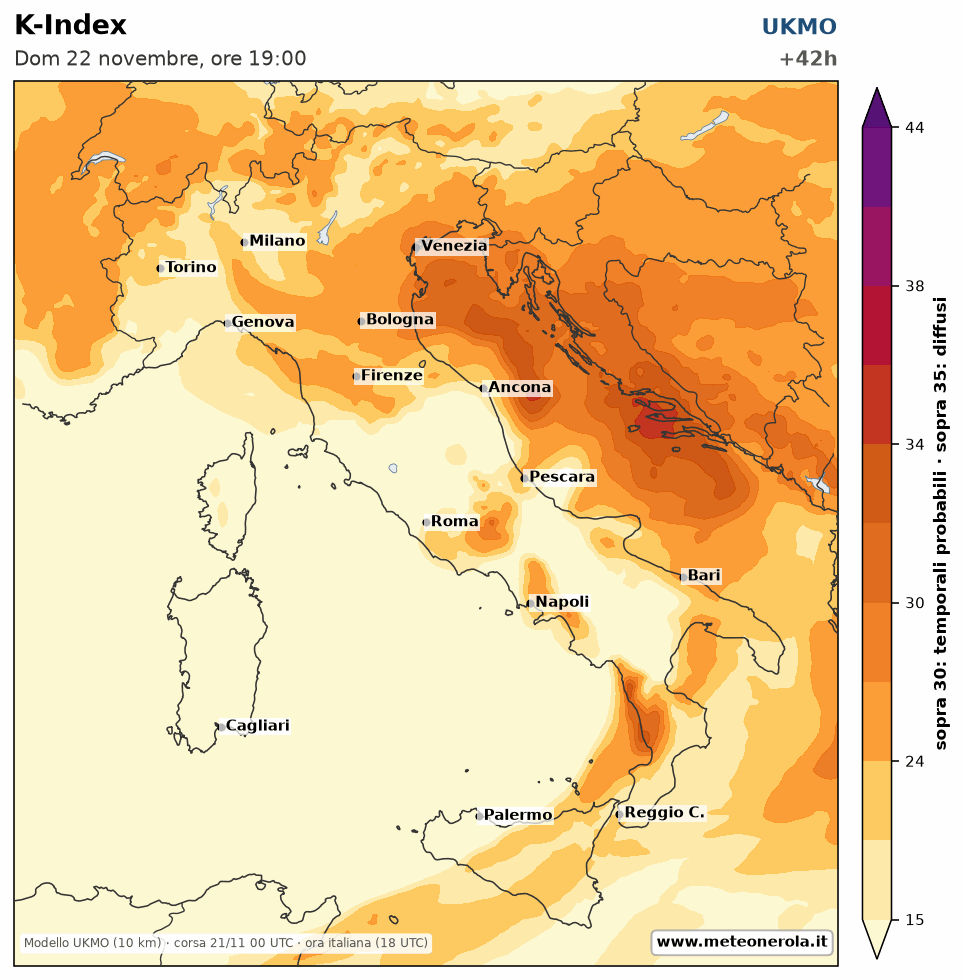 K-Index
UKMO
Dom 22 novembre, ore 19:00
+42h
Milano
Venezia
Torino
Genova
Bologna
Firenze
Ancona
Pescara
Roma
Bari
Napoli
Cagliari
Palermo
Reggio C.
44
38
34
30
24
15
sopra 30: temporali probabili · sopra 35: diffusi
Modello UKMO (10 km) · corsa 21/11 00 UTC · ora italiana (18 UTC)
www.meteonerola.it